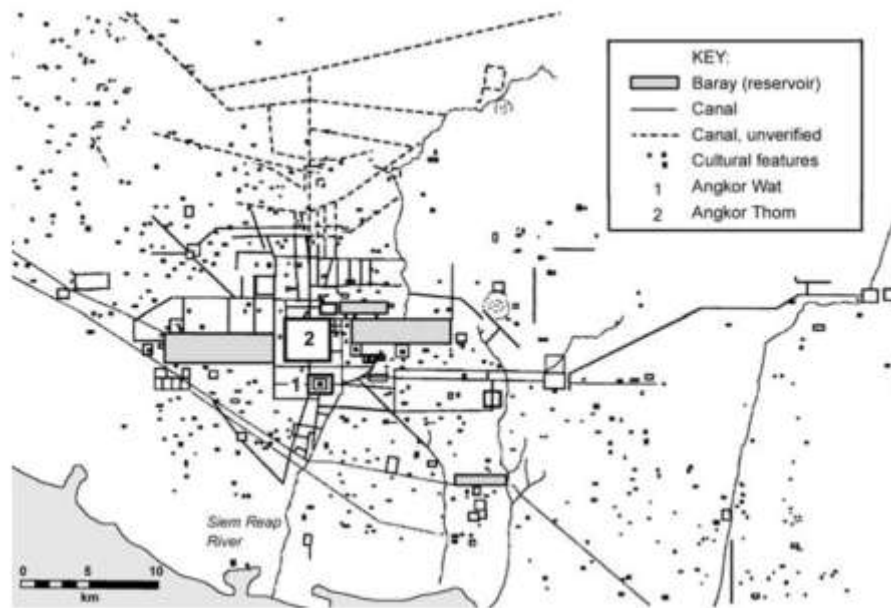 KEY:
Baray (reservoir)
Canal
Canal, unverified
Cultural features
1 Angkor Wat
2 Angkor Thom
2
1
Siem Reap
River
0 5 10
km